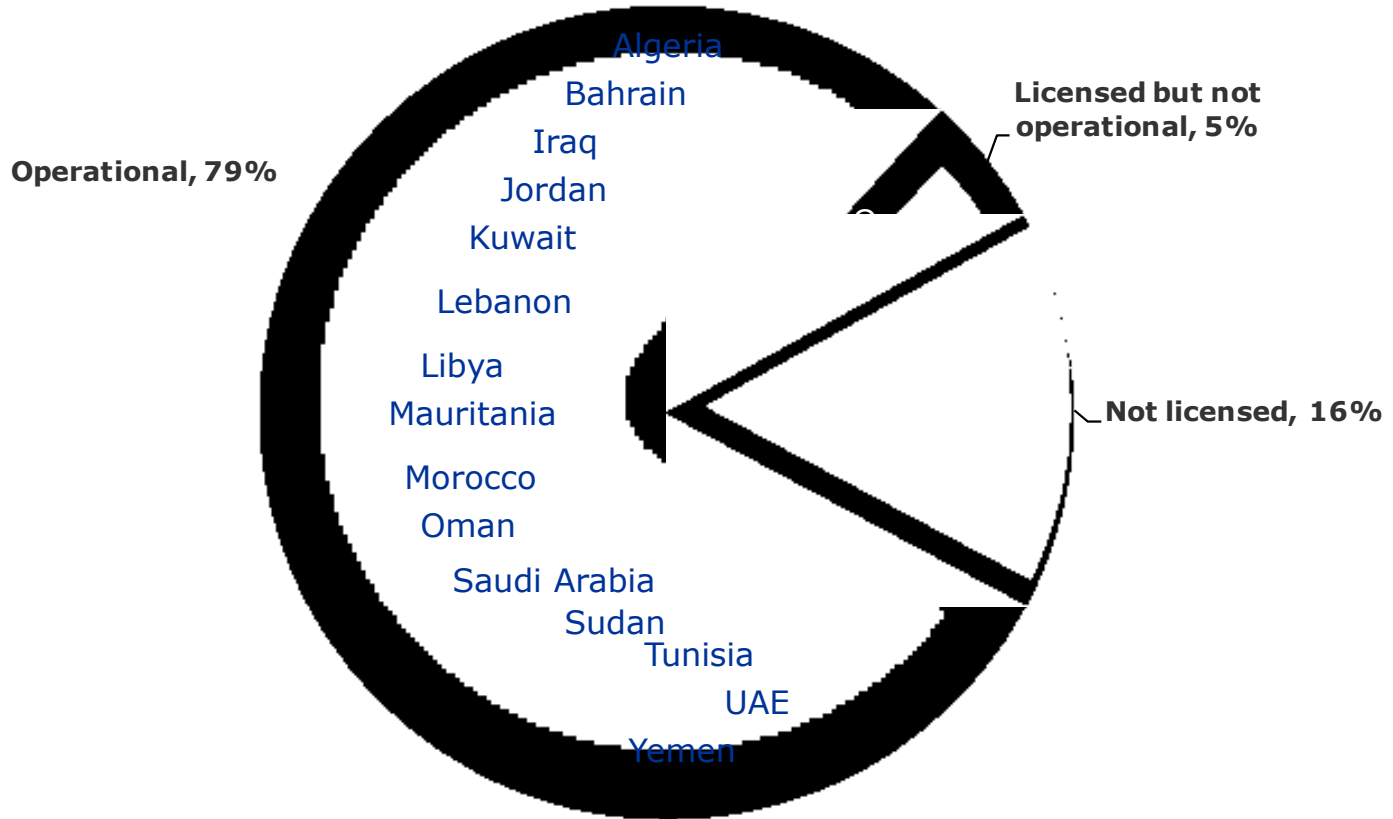 Algeria
Licensed but not
operational, 5%
Bahrain
Iraq
Operational, 79%
Jordan
Kuwait
Lebanon
Libya
Mauritania
Not licensed, 16%
Morocco
Oman
Saudi Arabia
Sudan
Tunisia
UAE
Yemen